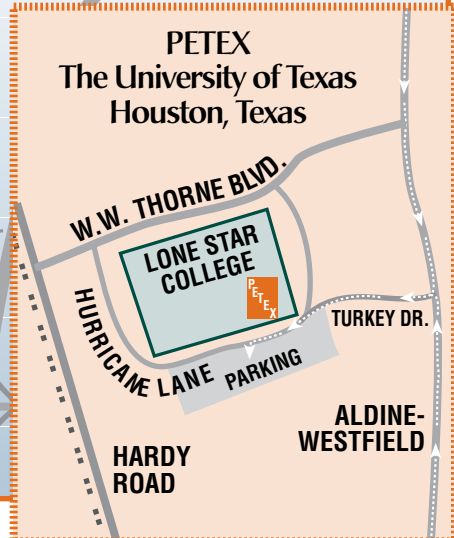 PETEX
The University of Texas
Houston, Texas
W.W. THORNE BLVD.
LONE STAR
COLLEGE
PETEX
TURKEY DR.
HURRICANE LANE
PARKING
ALDINE-
WESTFIELD
HARDY
ROAD